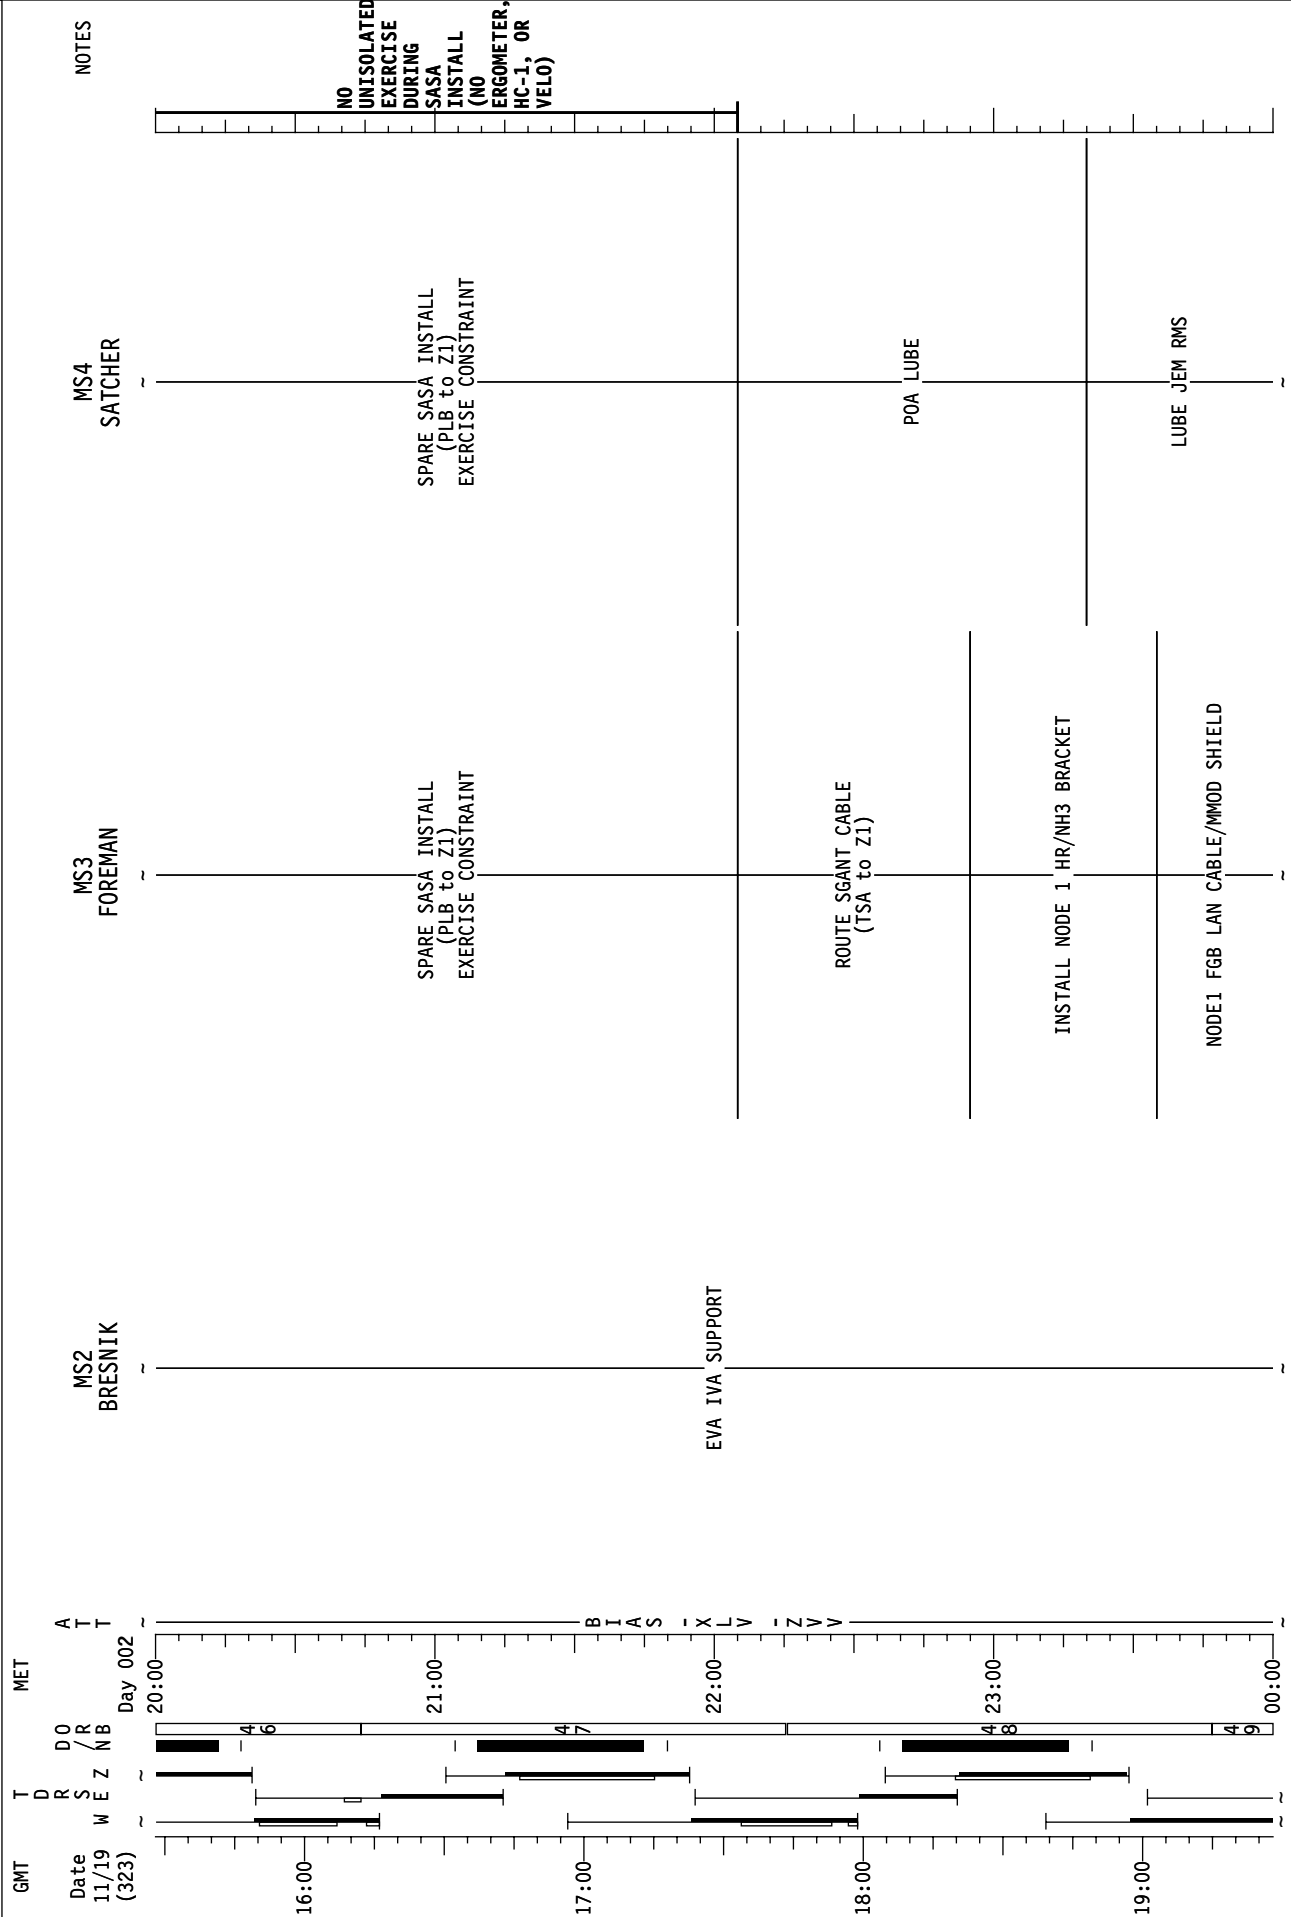 GMT
Date
11/19
(323)
16:00
17:00
18:00
19:00
T
D
R
S
W E Z
D O
/ R
N B
46
47
48
49
MET
Day 002
20:00
21:00
22:00
23:00
00:00
A
T
T
~
BIAS -XLV -ZVV
~
MS2
BRESNIK
~
EVA IVA SUPPORT
~
MS3
FOREMAN
~
SPARE SASA INSTALL
(PLB to Z1)
EXERCISE CONSTRAINT
ROUTE SGANT CABLE
(TSA to Z1)
INSTALL NODE 1 HR/NH3 BRACKET
NODE1 FGB LAN CABLE/MMOD SHIELD
~
MS4
SATCHER
~
SPARE SASA INSTALL
(PLB to Z1)
EXERCISE CONSTRAINT
POA LUBE
LUBE JEM RMS
~
NOTES
NO
UNISOLATED
EXERCISE
DURING
SASA
INSTALL
(NO
ERGOMETER,
HC-1, OR
VELO)